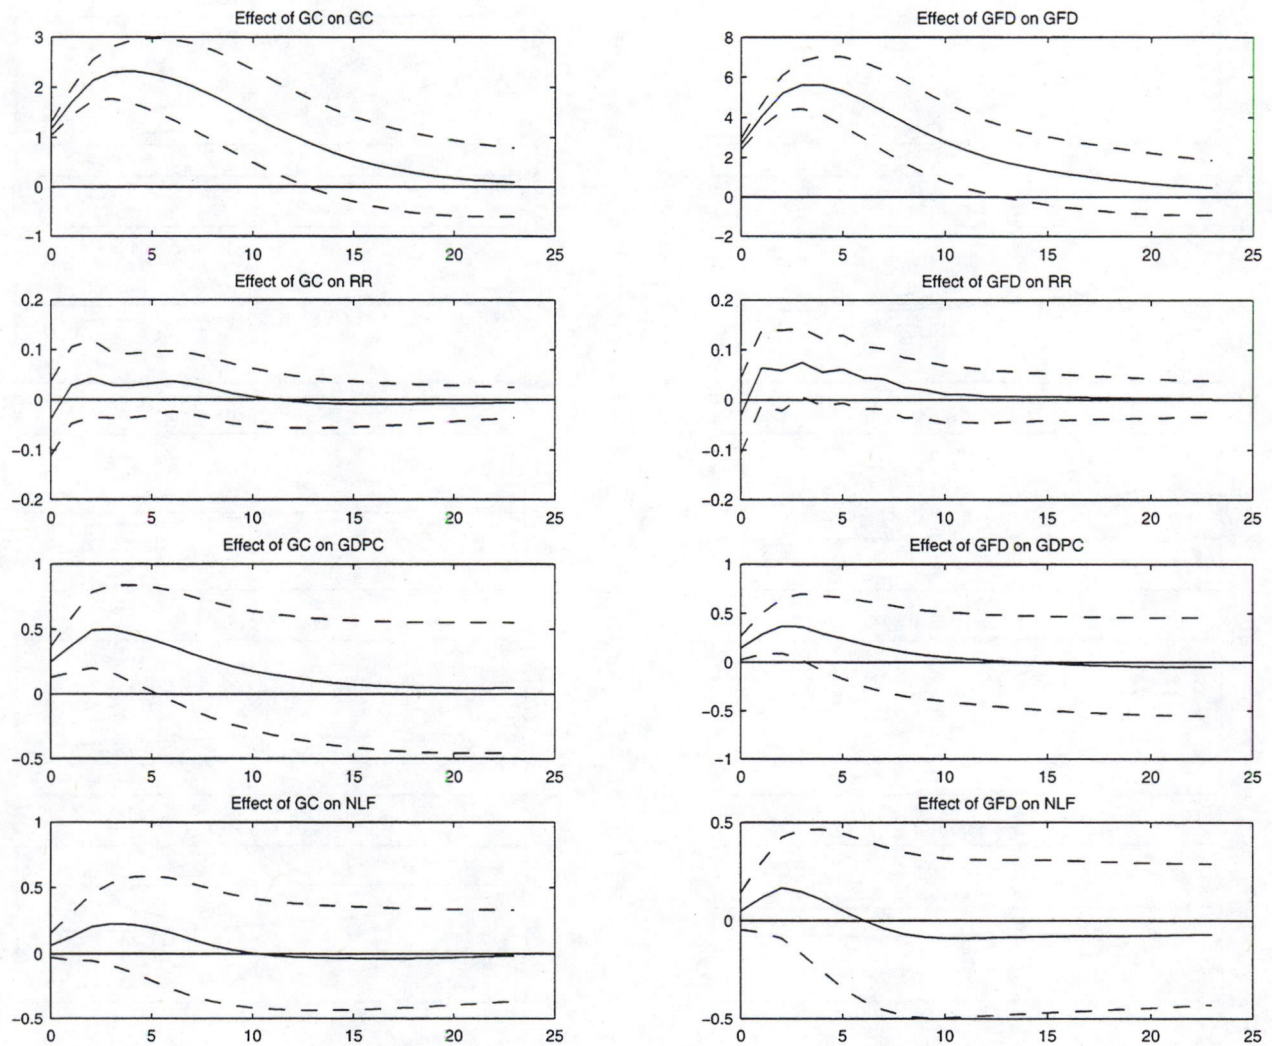 Effect of GC on GC
3
2
1
0
−1
0 5 10 15 20 25
Effect of GFD on GFD
8
6
4
2
0
−2
0 5 10 15 20 25
Effect of GC on RR
0.2
0.1
0
−0.1
−0.2
0 5 10 15 20 25
Effect of GFD on RR
0.2
0.1
0
−0.1
−0.2
0 5 10 15 20 25
Effect of GC on GDPC
1
0.5
0
−0.5
0 5 10 15 20 25
Effect of GFD on GDPC
1
0.5
0
−0.5
−1
0 5 10 15 20 25
Effect of GC on NLF
1
0.5
0
−0.5
0 5 10 15 20 25
Effect of GFD on NLF
0.5
0
−0.5
0 5 10 15 20 25